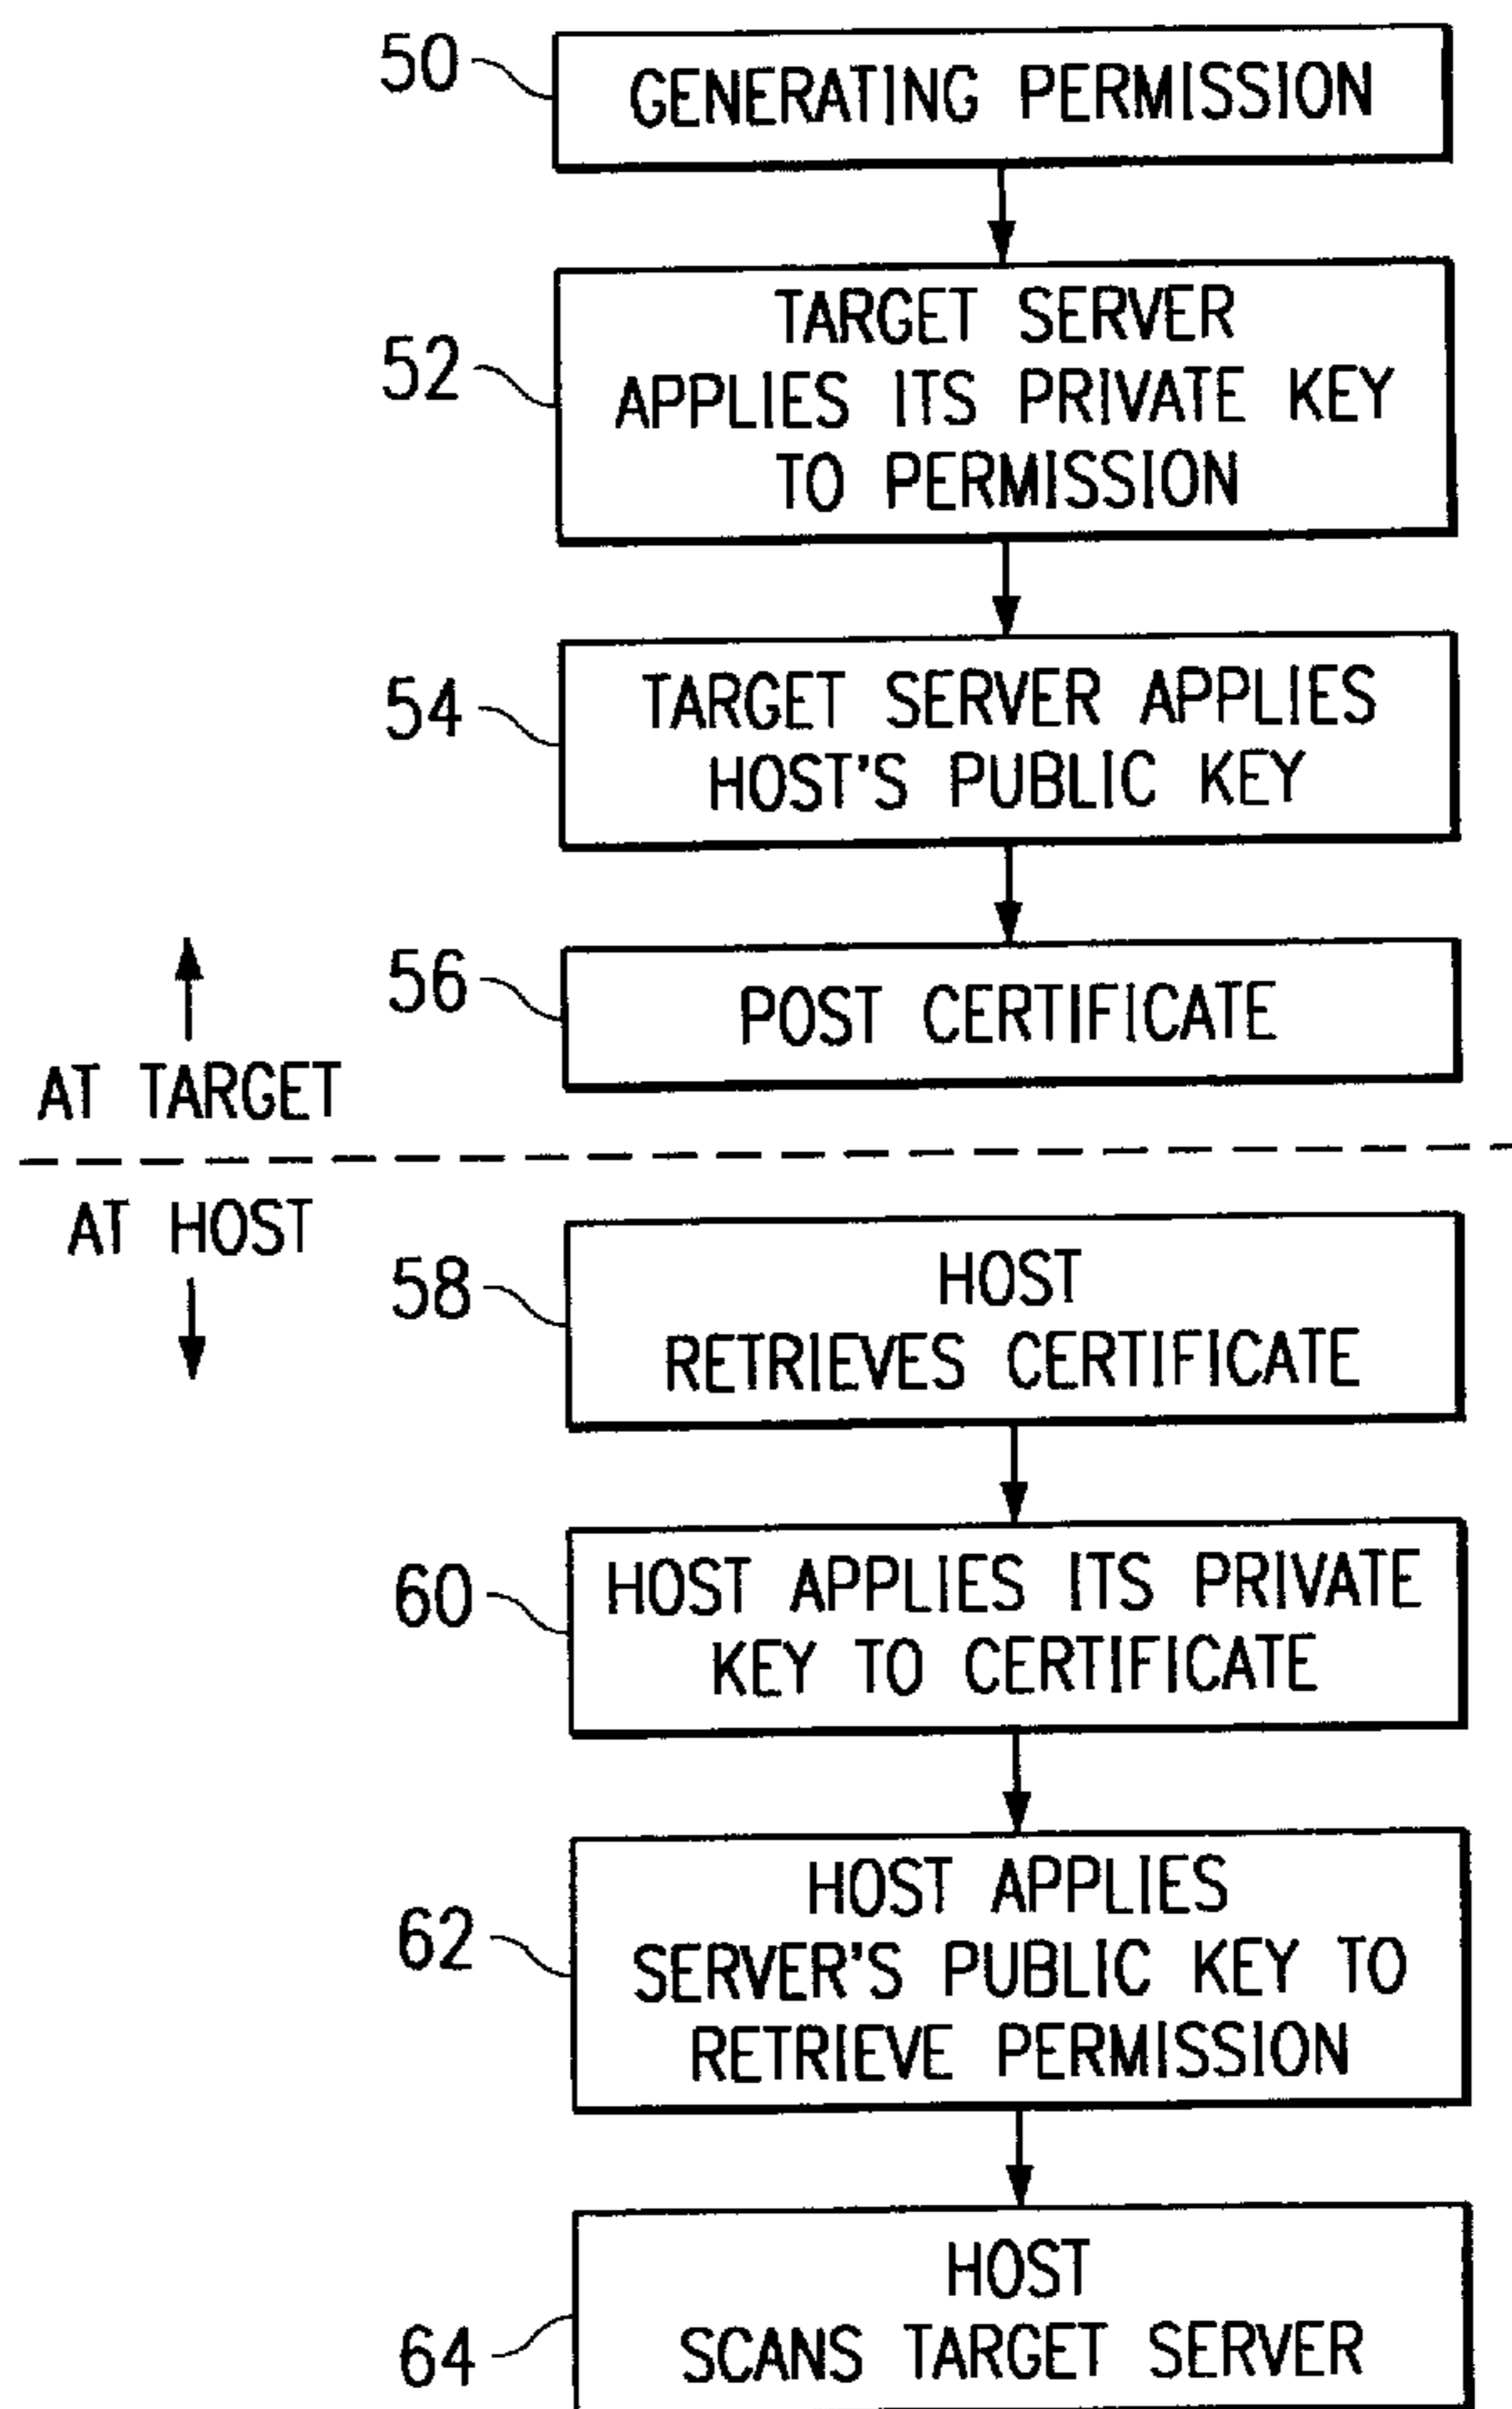 50
GENERATING PERMISSION
52
TARGET SERVER
APPLIES ITS PRIVATE KEY
TO PERMISSION
54
TARGET SERVER APPLIES
HOST'S PUBLIC KEY
56
POST CERTIFICATE
AT TARGET
AT HOST
58
HOST
RETRIEVES CERTIFICATE
60
HOST APPLIES ITS PRIVATE
KEY TO CERTIFICATE
62
HOST APPLIES
SERVER'S PUBLIC KEY TO
RETRIEVE PERMISSION
64
HOST
SCANS TARGET SERVER